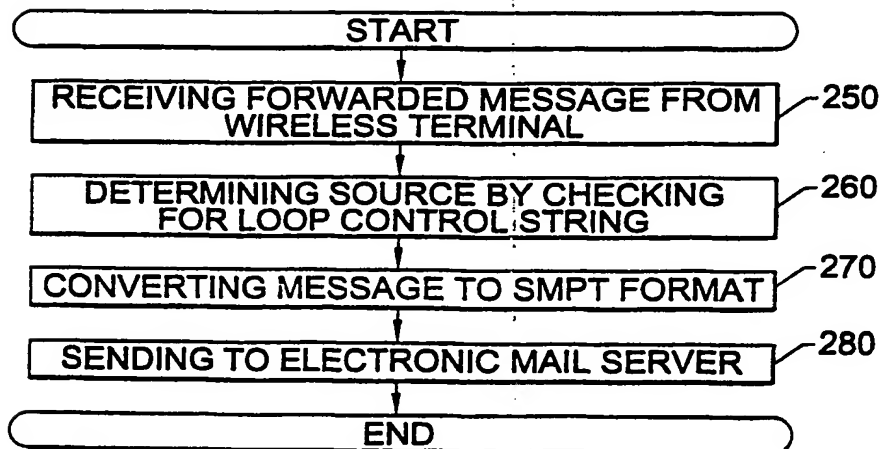 START
RECEIVING FORWARDED MESSAGE FROM
WIRELESS TERMINAL
250
DETERMINING SOURCE BY CHECKING
FOR LOOP CONTROL STRING
260
CONVERTING MESSAGE TO SMPT FORMAT
270
SENDING TO ELECTRONIC MAIL SERVER
280
END